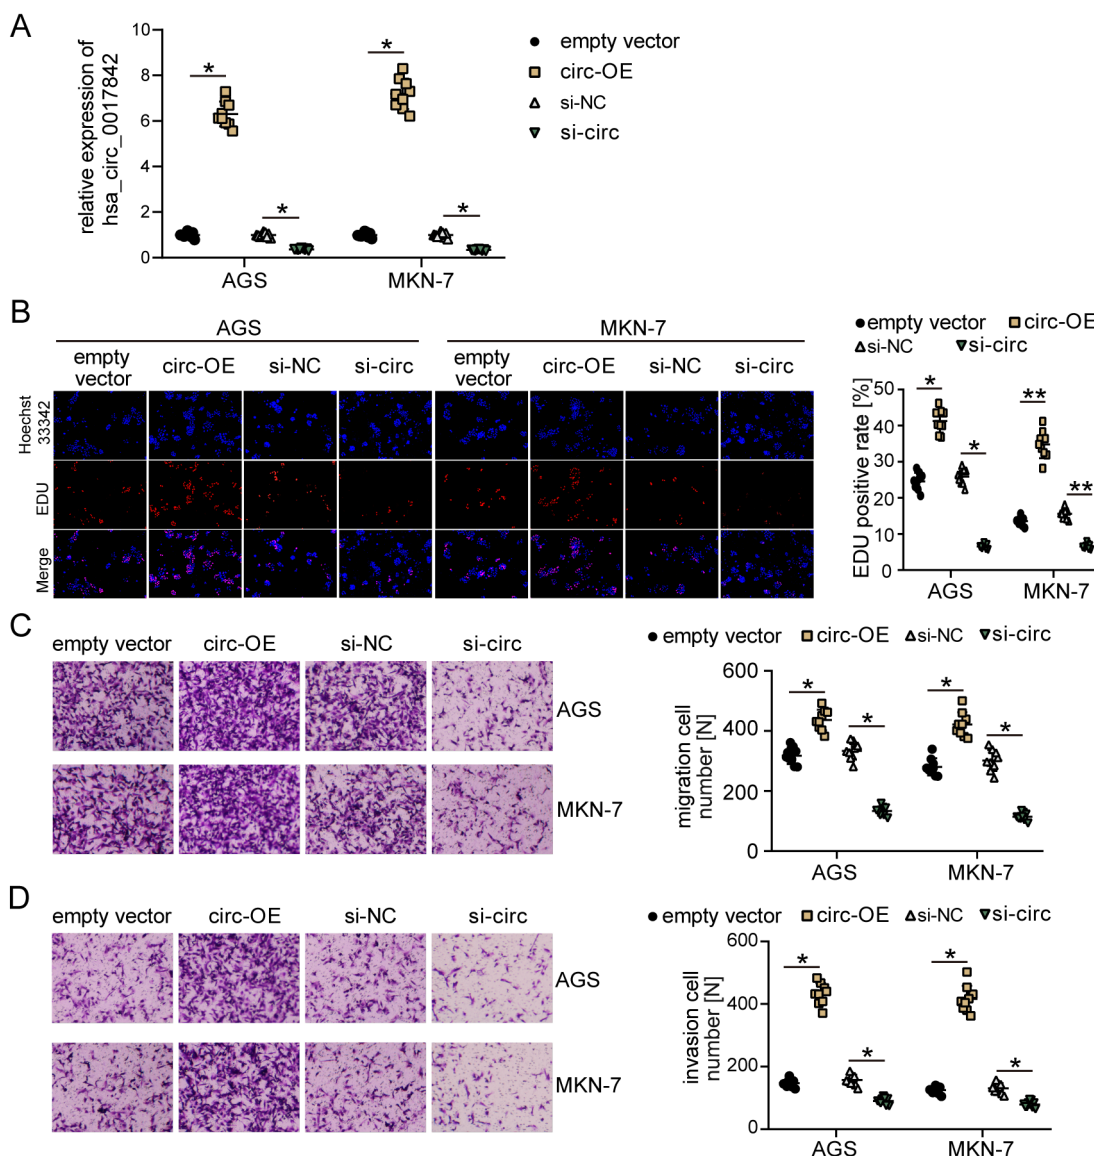 A
relative expression of
hsa_circ_0017842
10
8
6
4
2
0
*
*
*
*
AGS
MKN-7
empty vector
circ-OE
si-NC
si-circ
B
AGS
MKN-7
empty
vector
circ-OE
si-NC
si-circ
empty
vector
circ-OE
si-NC
si-circ
Hoechst
33342
EDU
Merge
empty vector
circ-OE
si-NC
si-circ
EDU positive rate [%]
50
40
30
20
10
0
*
*
**
**
AGS
MKN-7
C
empty vector
circ-OE
si-NC
si-circ
AGS
MKN-7
empty vector
circ-OE
si-NC
si-circ
migration cell
number [N]
600
400
200
0
*
*
*
*
AGS
MKN-7
D
empty vector
circ-OE
si-NC
si-circ
AGS
MKN-7
empty vector
circ-OE
si-NC
si-circ
invasion cell
number [N]
600
400
200
0
*
*
*
*
AGS
MKN-7